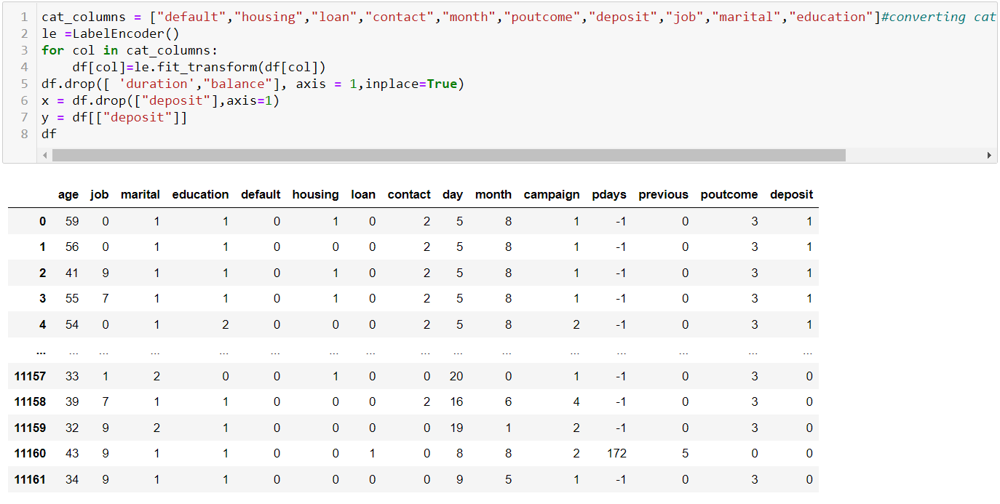 1 cat_columns = ["default","housing","loan","contact","month","poutcome","deposit","job","marital","education"]#converting cat
2 le =LabelEncoder()
3 for col in cat_columns:
4     df[col]=le.fit_transform(df[col])
5 df.drop([ 'duration',"balance"], axis = 1,inplace=True)
6 x = df.drop(["deposit"],axis=1)
7 y = df[["deposit"]]
8 df
age job marital education default housing loan contact day month campaign pdays previous poutcome deposit
0 59 0 1 1 0 1 0 2 5 8 1 -1 0 3 1
1 56 0 1 1 0 0 0 2 5 8 1 -1 0 3 1
2 41 9 1 1 0 1 0 2 5 8 1 -1 0 3 1
3 55 7 1 1 0 1 0 2 5 8 1 -1 0 3 1
4 54 0 1 2 0 0 0 2 5 8 2 -1 0 3 1
... ... ... ... ... ... ... ... ... ... ... ... ... ... ... ...
11157 33 1 2 0 0 1 0 0 20 0 1 -1 0 3 0
11158 39 7 1 1 0 0 0 2 16 6 4 -1 0 3 0
11159 32 9 2 1 0 0 0 0 19 1 2 -1 0 3 0
11160 43 9 1 1 0 0 1 0 8 8 2 172 5 0 0
11161 34 9 1 1 0 0 0 0 9 5 1 -1 0 3 0